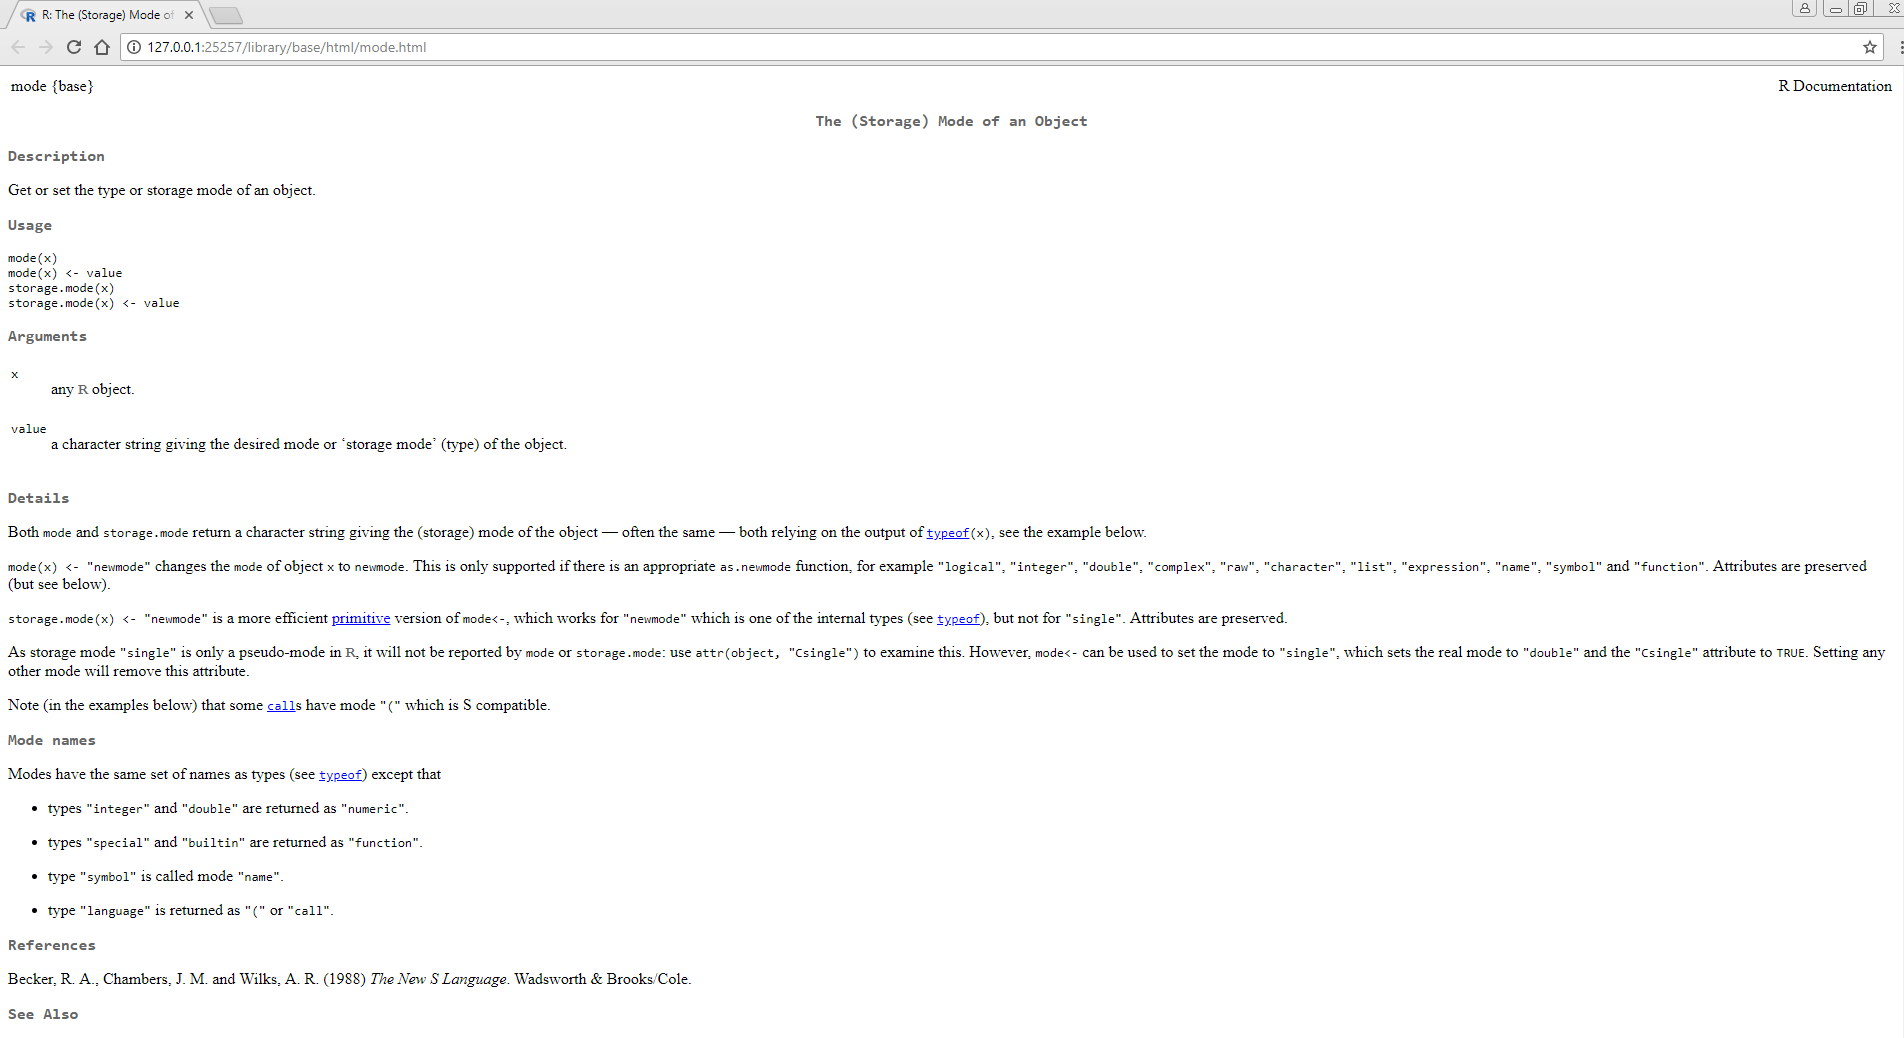 R: The (Storage) Mode of
127.0.0.1:25257/library/base/html/mode.html
mode {base}
R Documentation
The (Storage) Mode of an Object
Description
Get or set the type or storage mode of an object.
Usage
mode(x)
mode(x) <- value
storage.mode(x)
storage.mode(x) <- value
Arguments
x
any R object.
value
a character string giving the desired mode or ‘storage mode’ (type) of the object.
Details
Both mode and storage.mode return a character string giving the (storage) mode of the object — often the same — both relying on the output of typeof(x), see the example below.
mode(x) <- "newmode" changes the mode of object x to newmode. This is only supported if there is an appropriate as.newmode function, for example "logical", "integer", "double", "complex", "raw", "character", "list", "expression", "name", "symbol" and "function". Attributes are preserved
(but see below).
storage.mode(x) <- "newmode" is a more efficient primitive version of mode<-, which works for "newmode" which is one of the internal types (see typeof), but not for "single". Attributes are preserved.
As storage mode "single" is only a pseudo-mode in R, it will not be reported by mode or storage.mode: use attr(object, "Csingle") to examine this. However, mode<- can be used to set the mode to "single", which sets the real mode to "double" and the "Csingle" attribute to TRUE. Setting any
other mode will remove this attribute.
Note (in the examples below) that some calls have mode "(" which is S compatible.
Mode names
Modes have the same set of names as types (see typeof) except that
• types "integer" and "double" are returned as "numeric".
• types "special" and "builtin" are returned as "function".
• type "symbol" is called mode "name".
• type "language" is returned as "(" or "call".
References
Becker, R. A., Chambers, J. M. and Wilks, A. R. (1988) The New S Language. Wadsworth & Brooks/Cole.
See Also